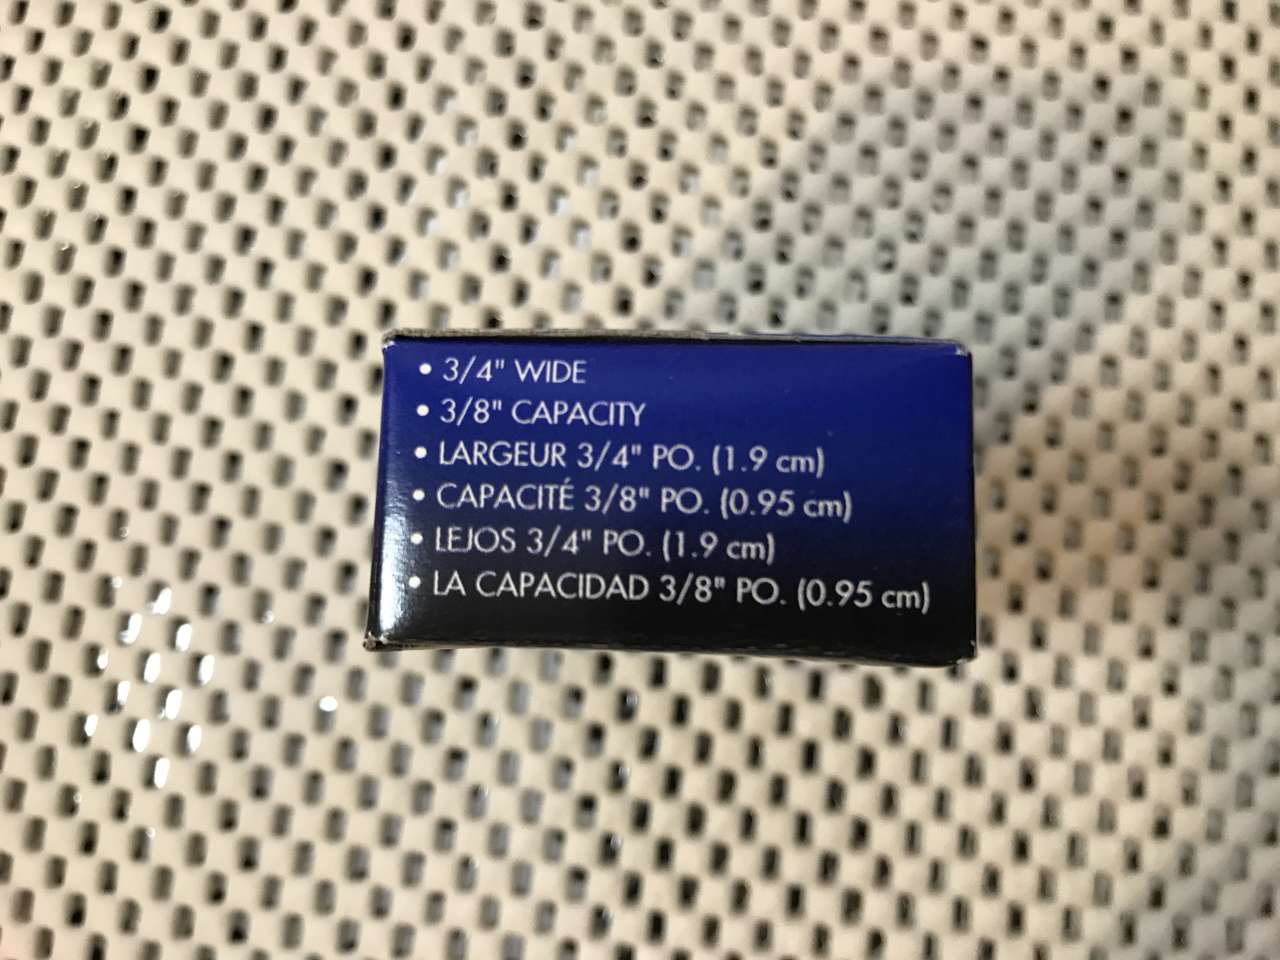 • 3/4" WIDE
• 3/8" CAPACITY
• LARGEUR 3/4" PO. (1.9 cm)
• CAPACITÉ 3/8" PO. (0.95 cm)
• LEJOS 3/4" PO. (1.9 cm)
• LA CAPACIDAD 3/8" PO. (0.95 cm)